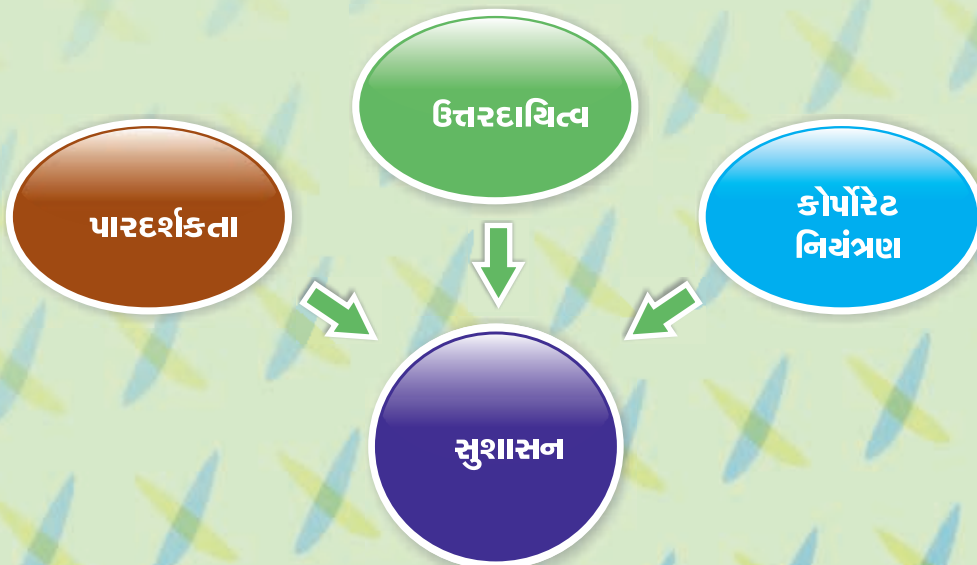 ઉત્તરદાયિત્વ
પારદર્શકતા
કોર્પોરેટ
નિયંત્રણ
સુશાસન